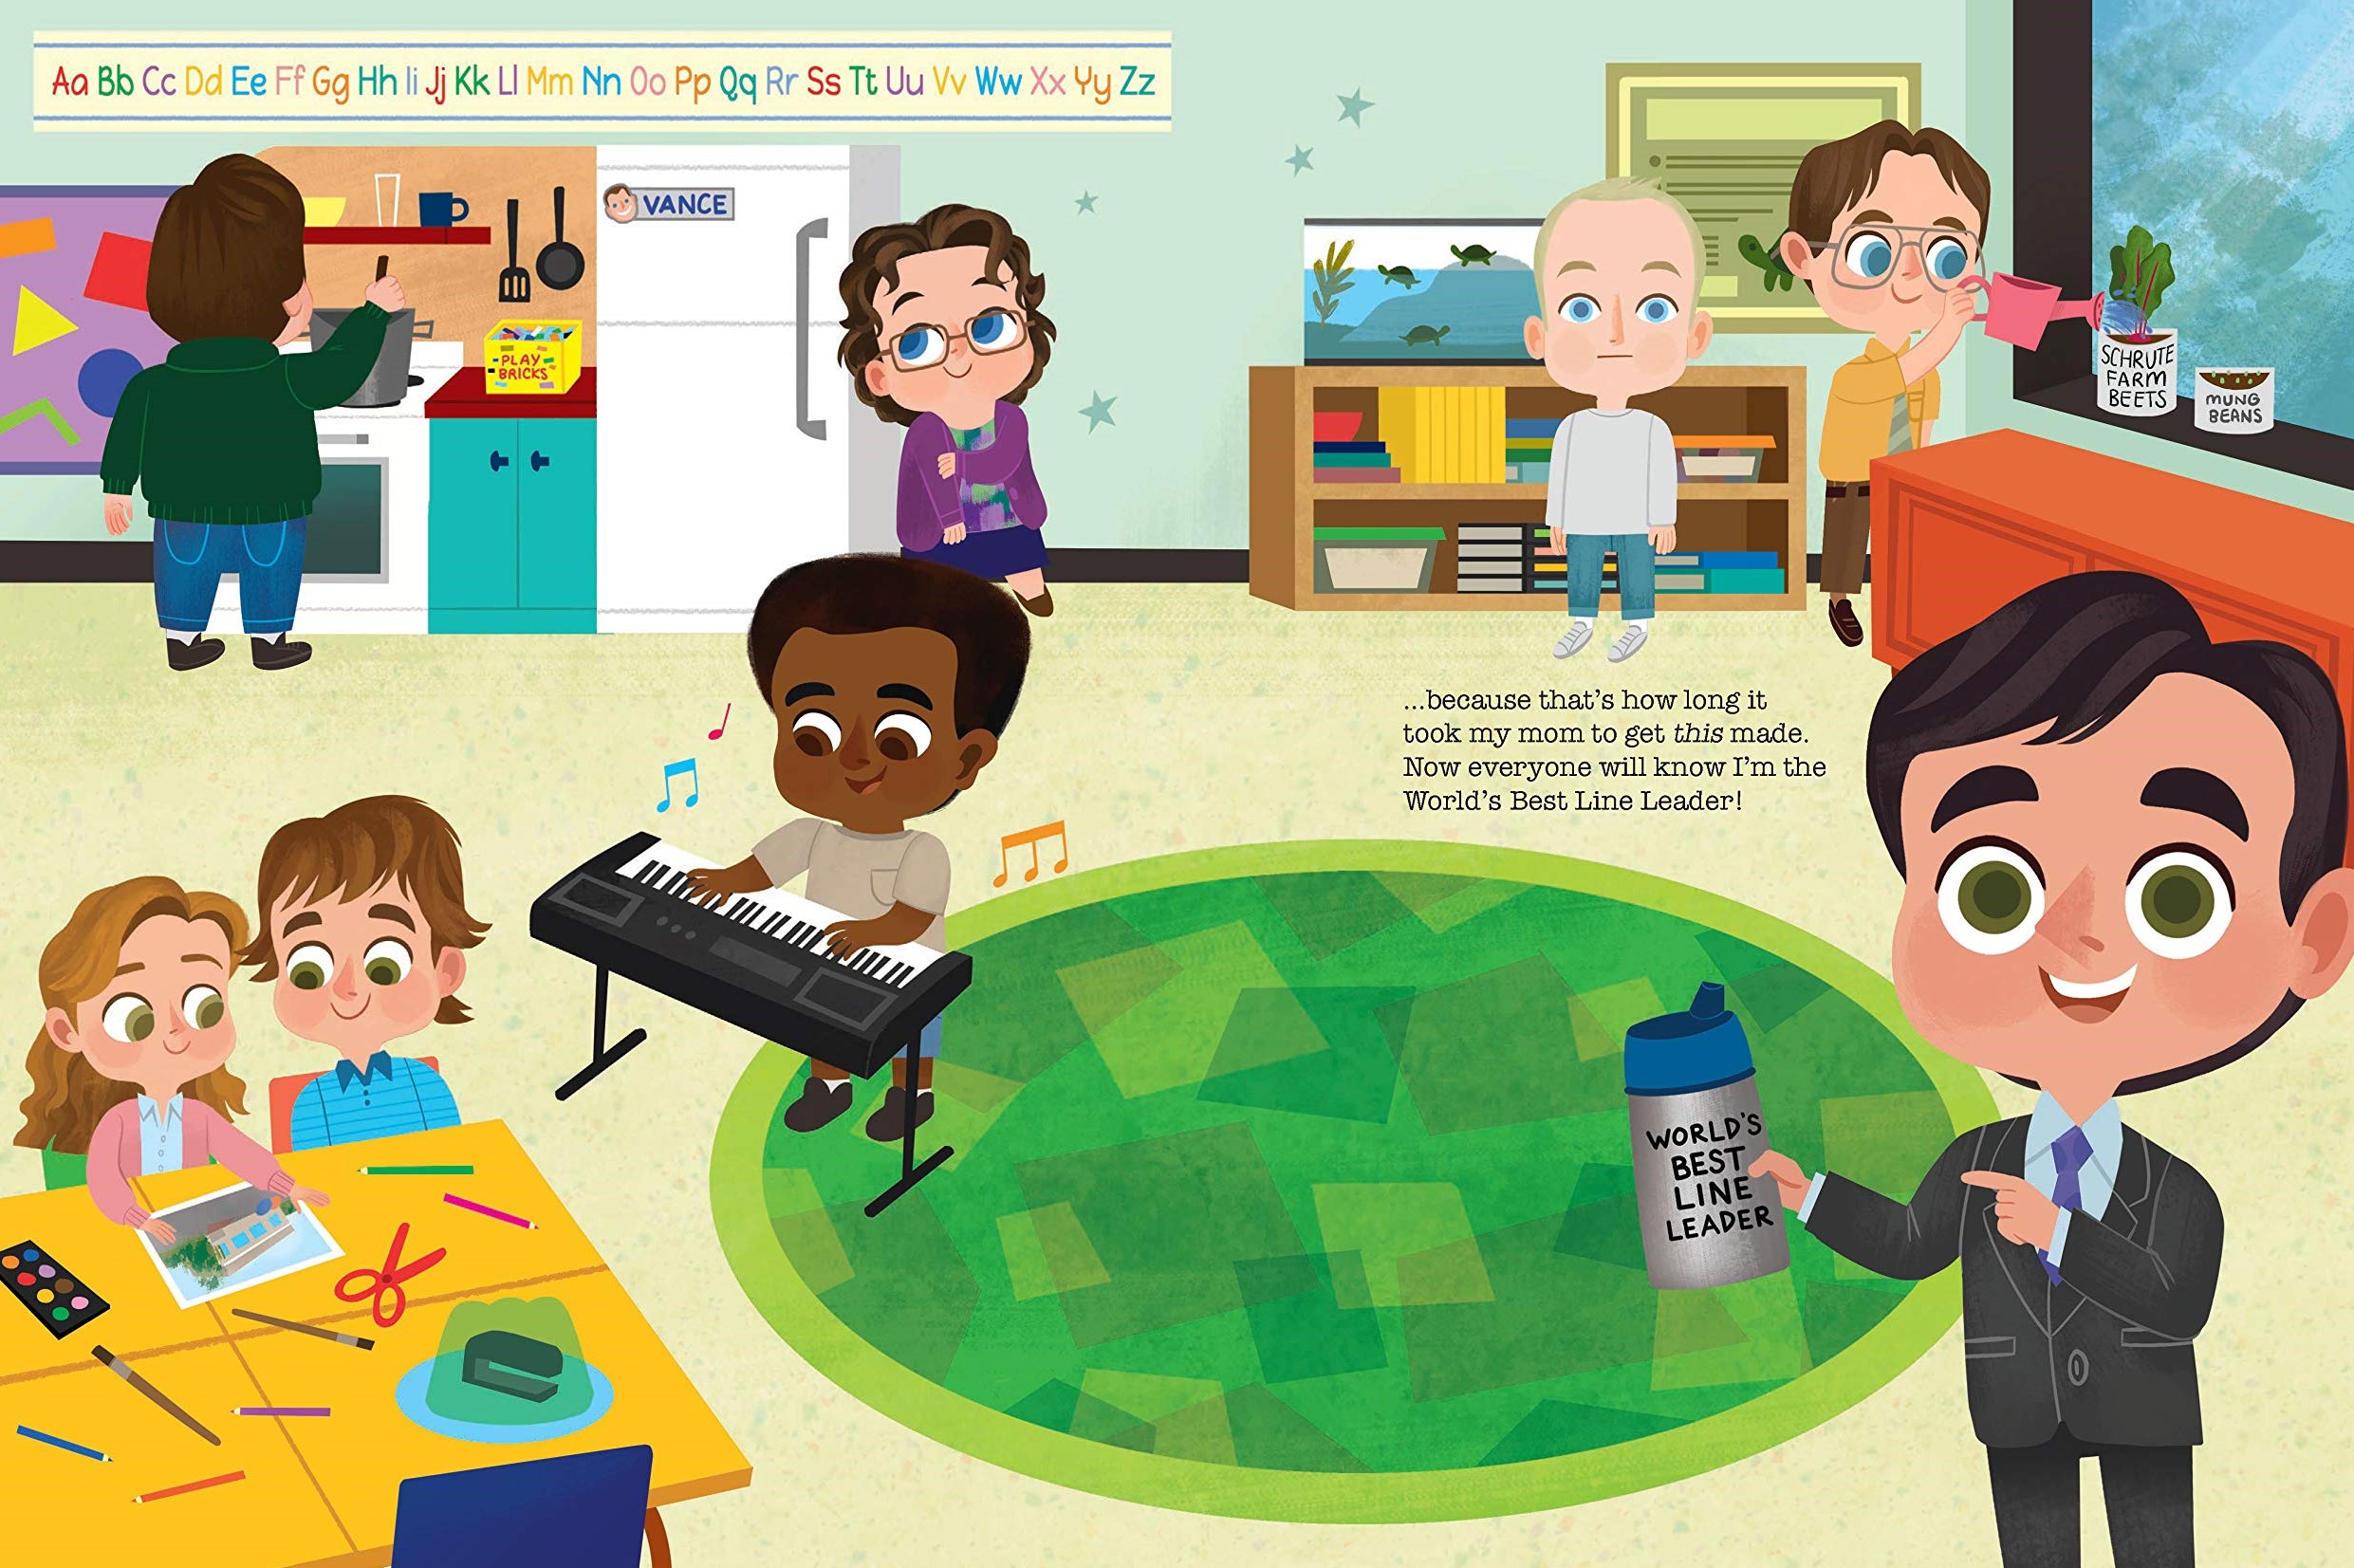 Aa Bb Cc Dd Ee Ff Gg Hh Ii Jj Kk Ll Mm Nn Oo Pp Qq Rr Ss Tt Uu Vv Ww Xx Yy Zz
VANCE
PLAY
BRICKS
SCHRUTE
FARM
BEETS
MUNG
BEANS
...because that's how long it
took my mom to get this made.
Now everyone will know I'm the
World's Best Line Leader!
WORLD'S
BEST
LINE
LEADER